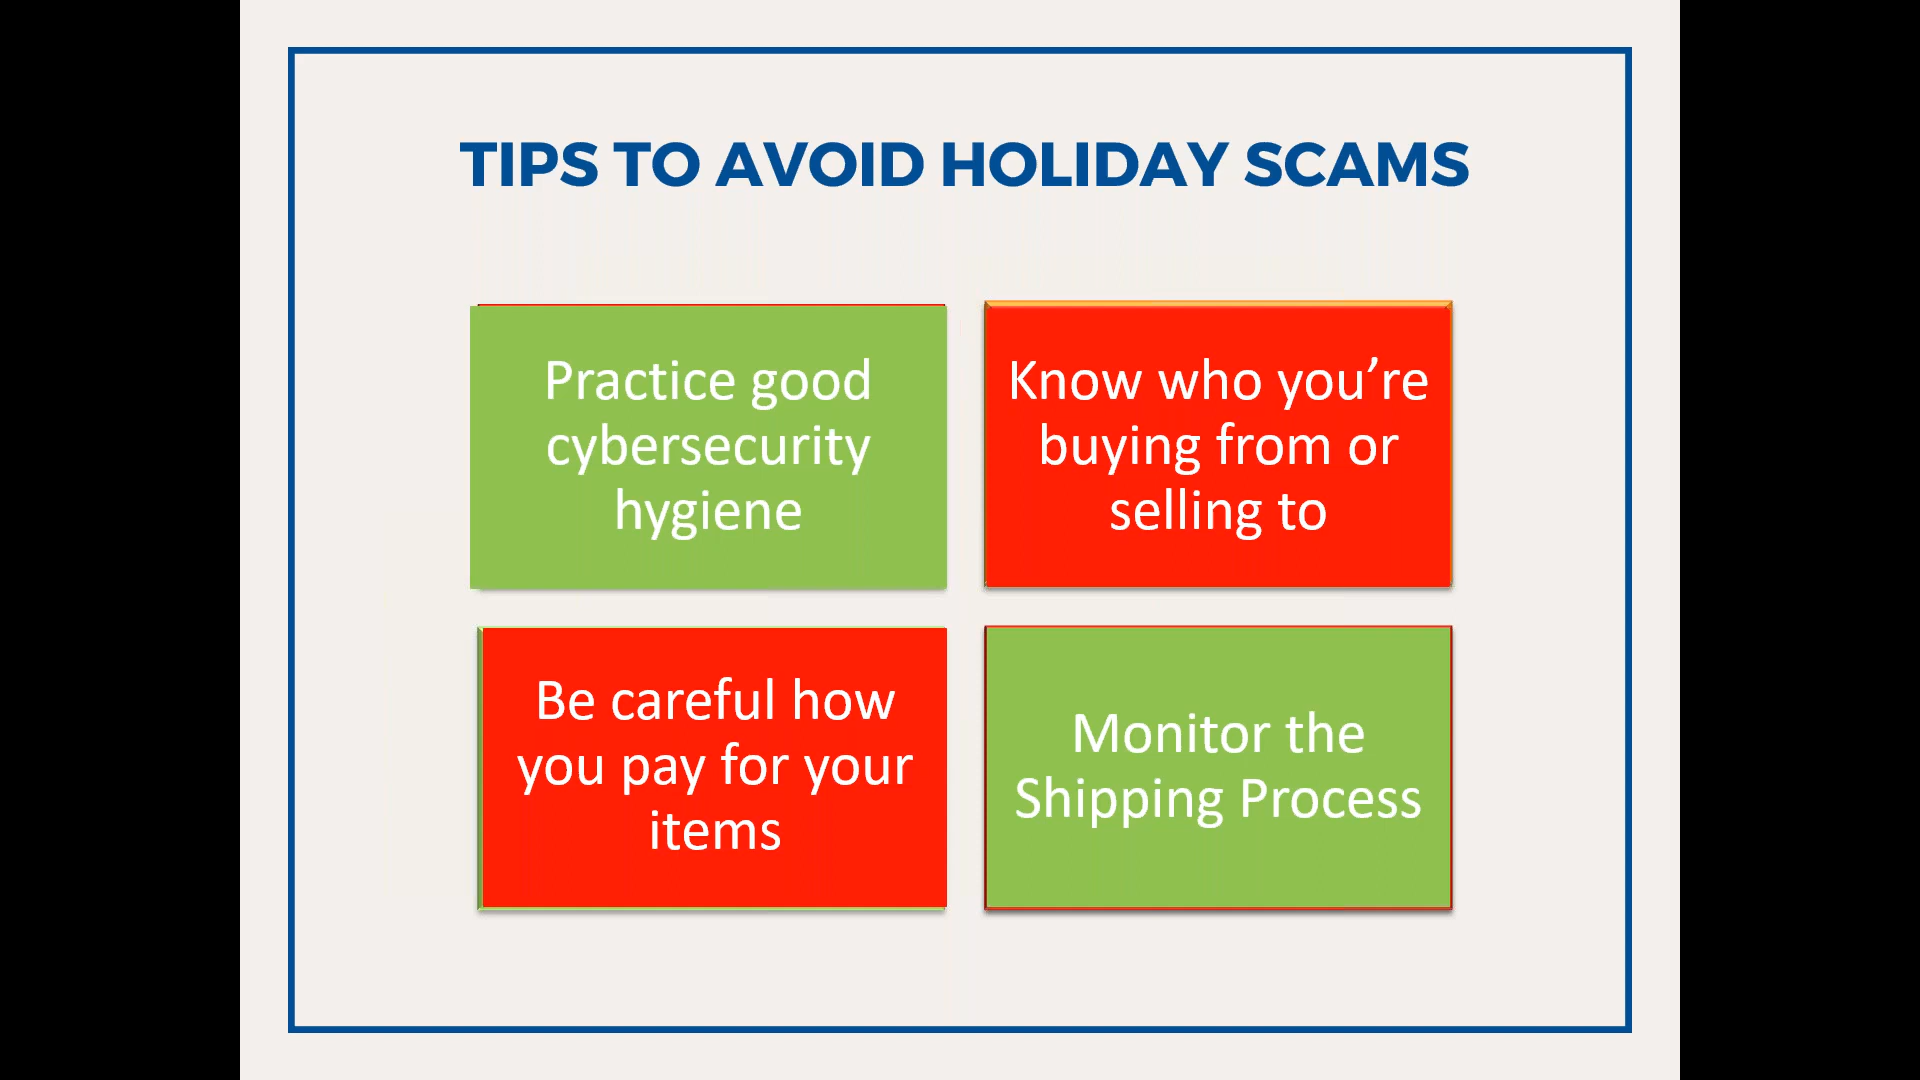 TIPS TO AVOID HOLIDAY SCAMS
Practice good
cybersecurity
hygiene
Know who you’re
buying from or
selling to
Be careful how
you pay for your
items
Monitor the
Shipping Process